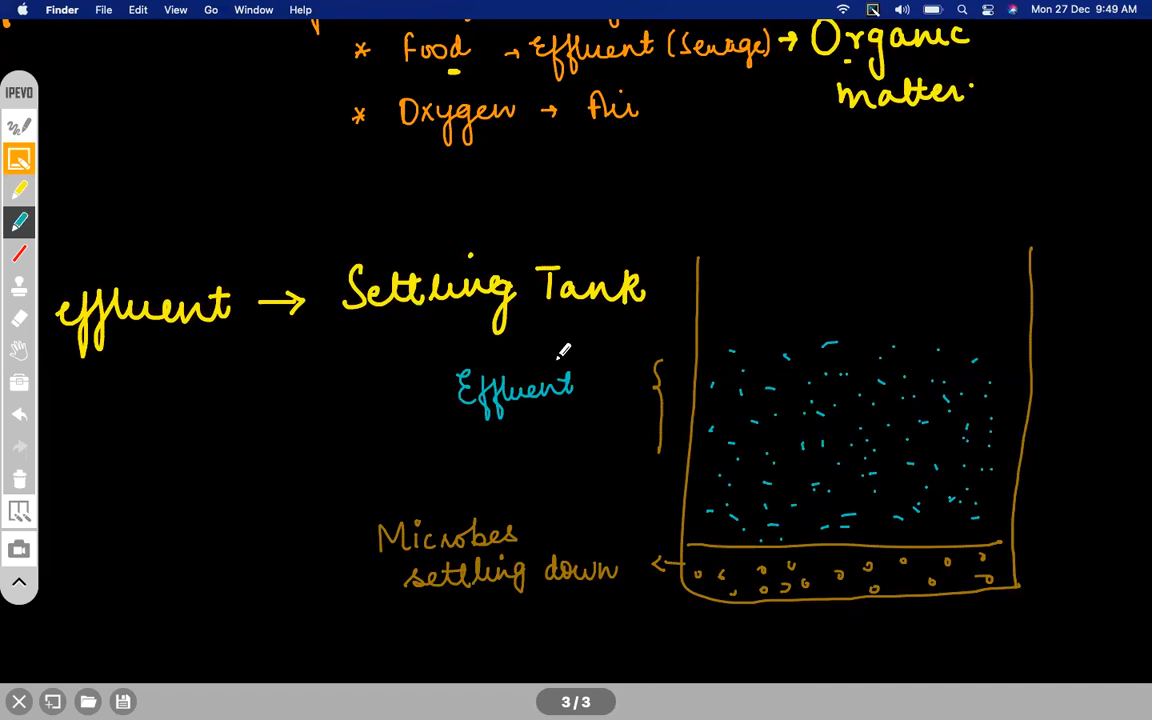 Finder File Edit View Go Window Help Mon 27 Dec 9:49 AM
* Food → Effluent (Sewage) → Organic
matter.
* Oxygen → Air
IPEVO
effluent → Settling Tank
Effluent
Microbes
settling down
3/3